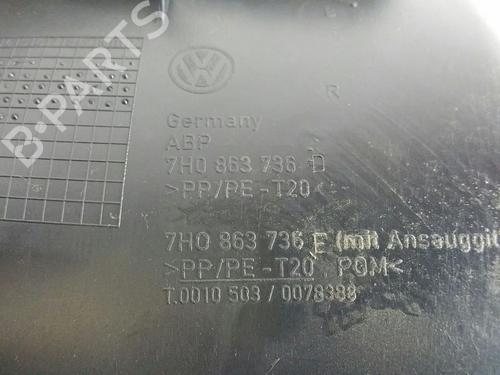 B-PARTS
L
R
Germany
ABP
7H0 863 736 D
>PP/PE-T20<
7H0 863 736 E (mit Ansauggit
>PP/PE-T20 POM<
T.0010 503 / 0078388